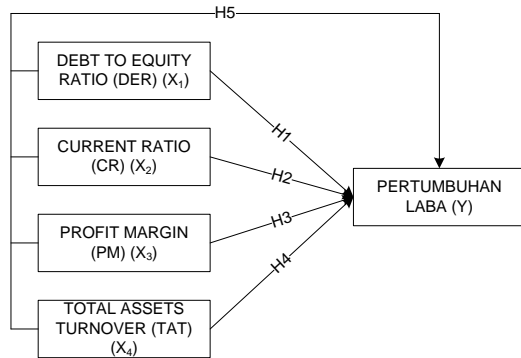 H5
DEBT TO EQUITY
RATIO (DER) (X₁)
H1
CURRENT RATIO
(CR) (X₂)
H2
PERTUMBUHAN
LABA (Y)
PROFIT MARGIN
(PM) (X₃)
H3
H4
TOTAL ASSETS
TURNOVER (TAT)
(X₄)